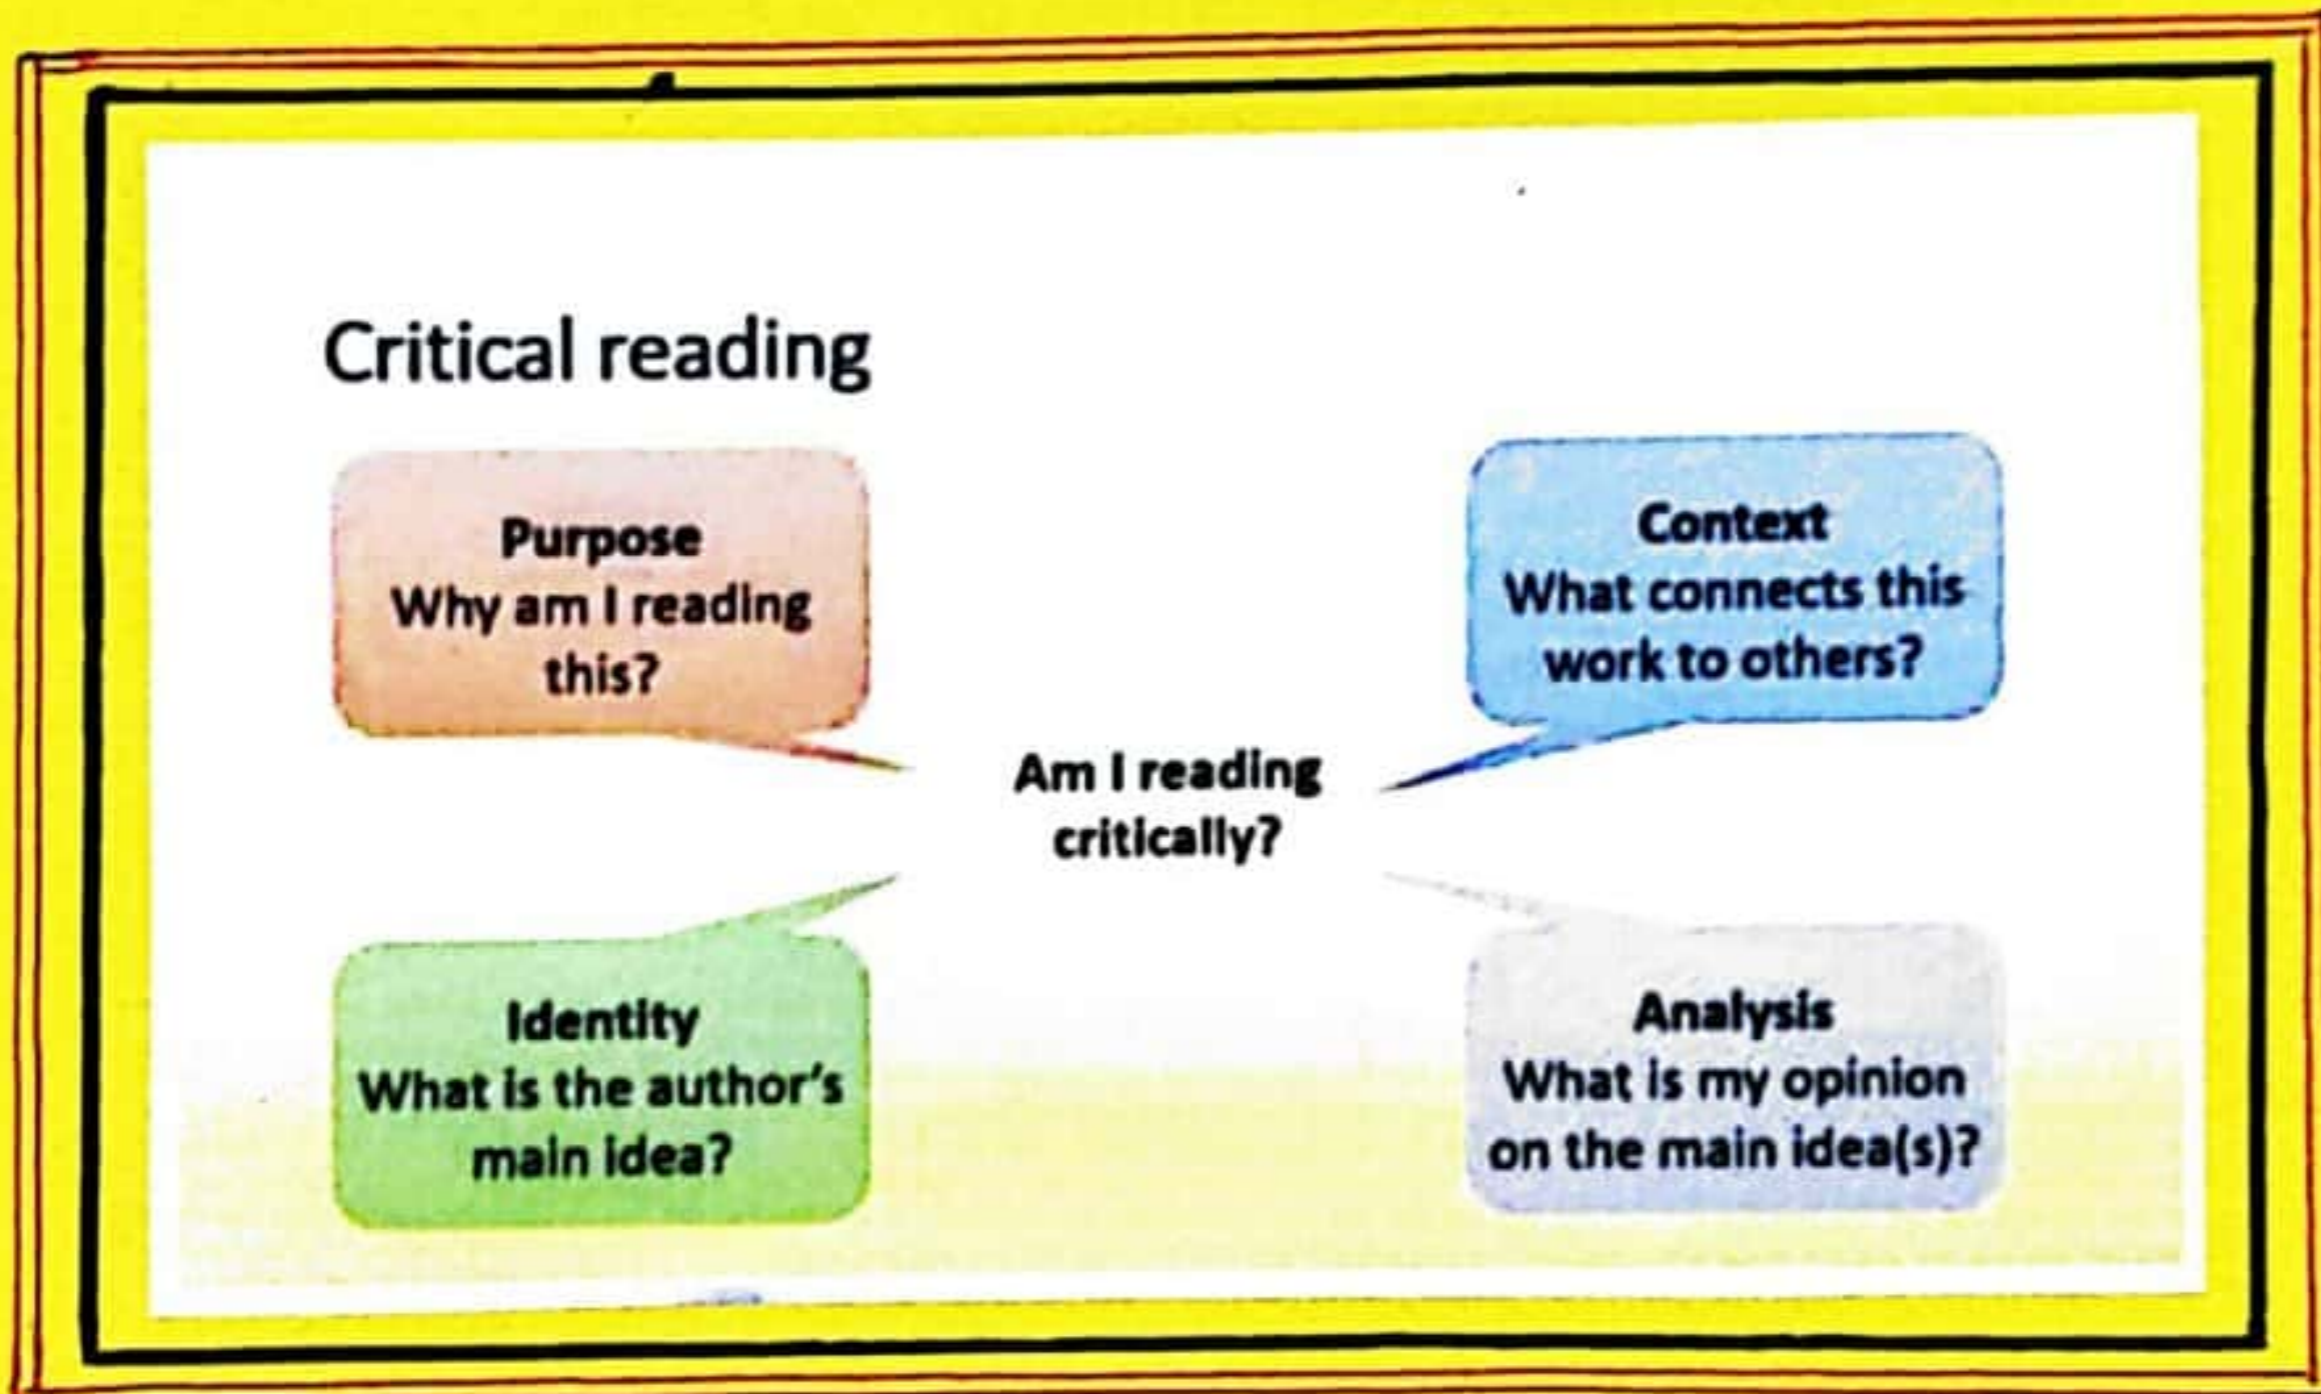 Critical reading
Purpose
Why am I reading
this?
Context
What connects this
work to others?
Am I reading
critically?
Identity
What is the author's
main idea?
Analysis
What is my opinion
on the main idea(s)?